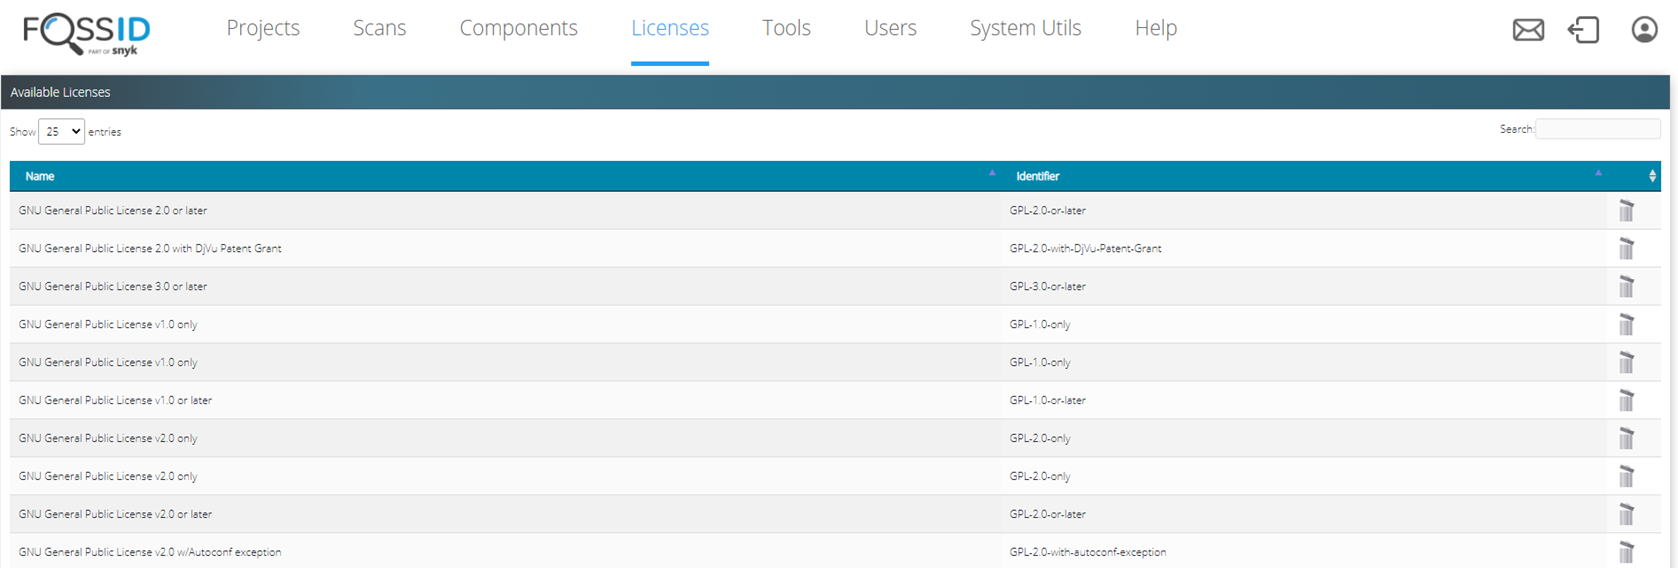 FOSSID
PART OF snyk
Projects Scans Components Licenses Tools Users System Utils Help
Available Licenses
Show 25 entries Search:
Name Identifier
GNU General Public License 2.0 or later GPL-2.0-or-later
GNU General Public License 2.0 with DjVu Patent Grant GPL-2.0-with-DjVu-Patent-Grant
GNU General Public License 3.0 or later GPL-3.0-or-later
GNU General Public License v1.0 only GPL-1.0-only
GNU General Public License v1.0 only GPL-1.0-only
GNU General Public License v1.0 or later GPL-1.0-or-later
GNU General Public License v2.0 only GPL-2.0-only
GNU General Public License v2.0 only GPL-2.0-only
GNU General Public License v2.0 or later GPL-2.0-or-later
GNU General Public License v2.0 w/Autoconf exception GPL-2.0-with-autoconf-exception